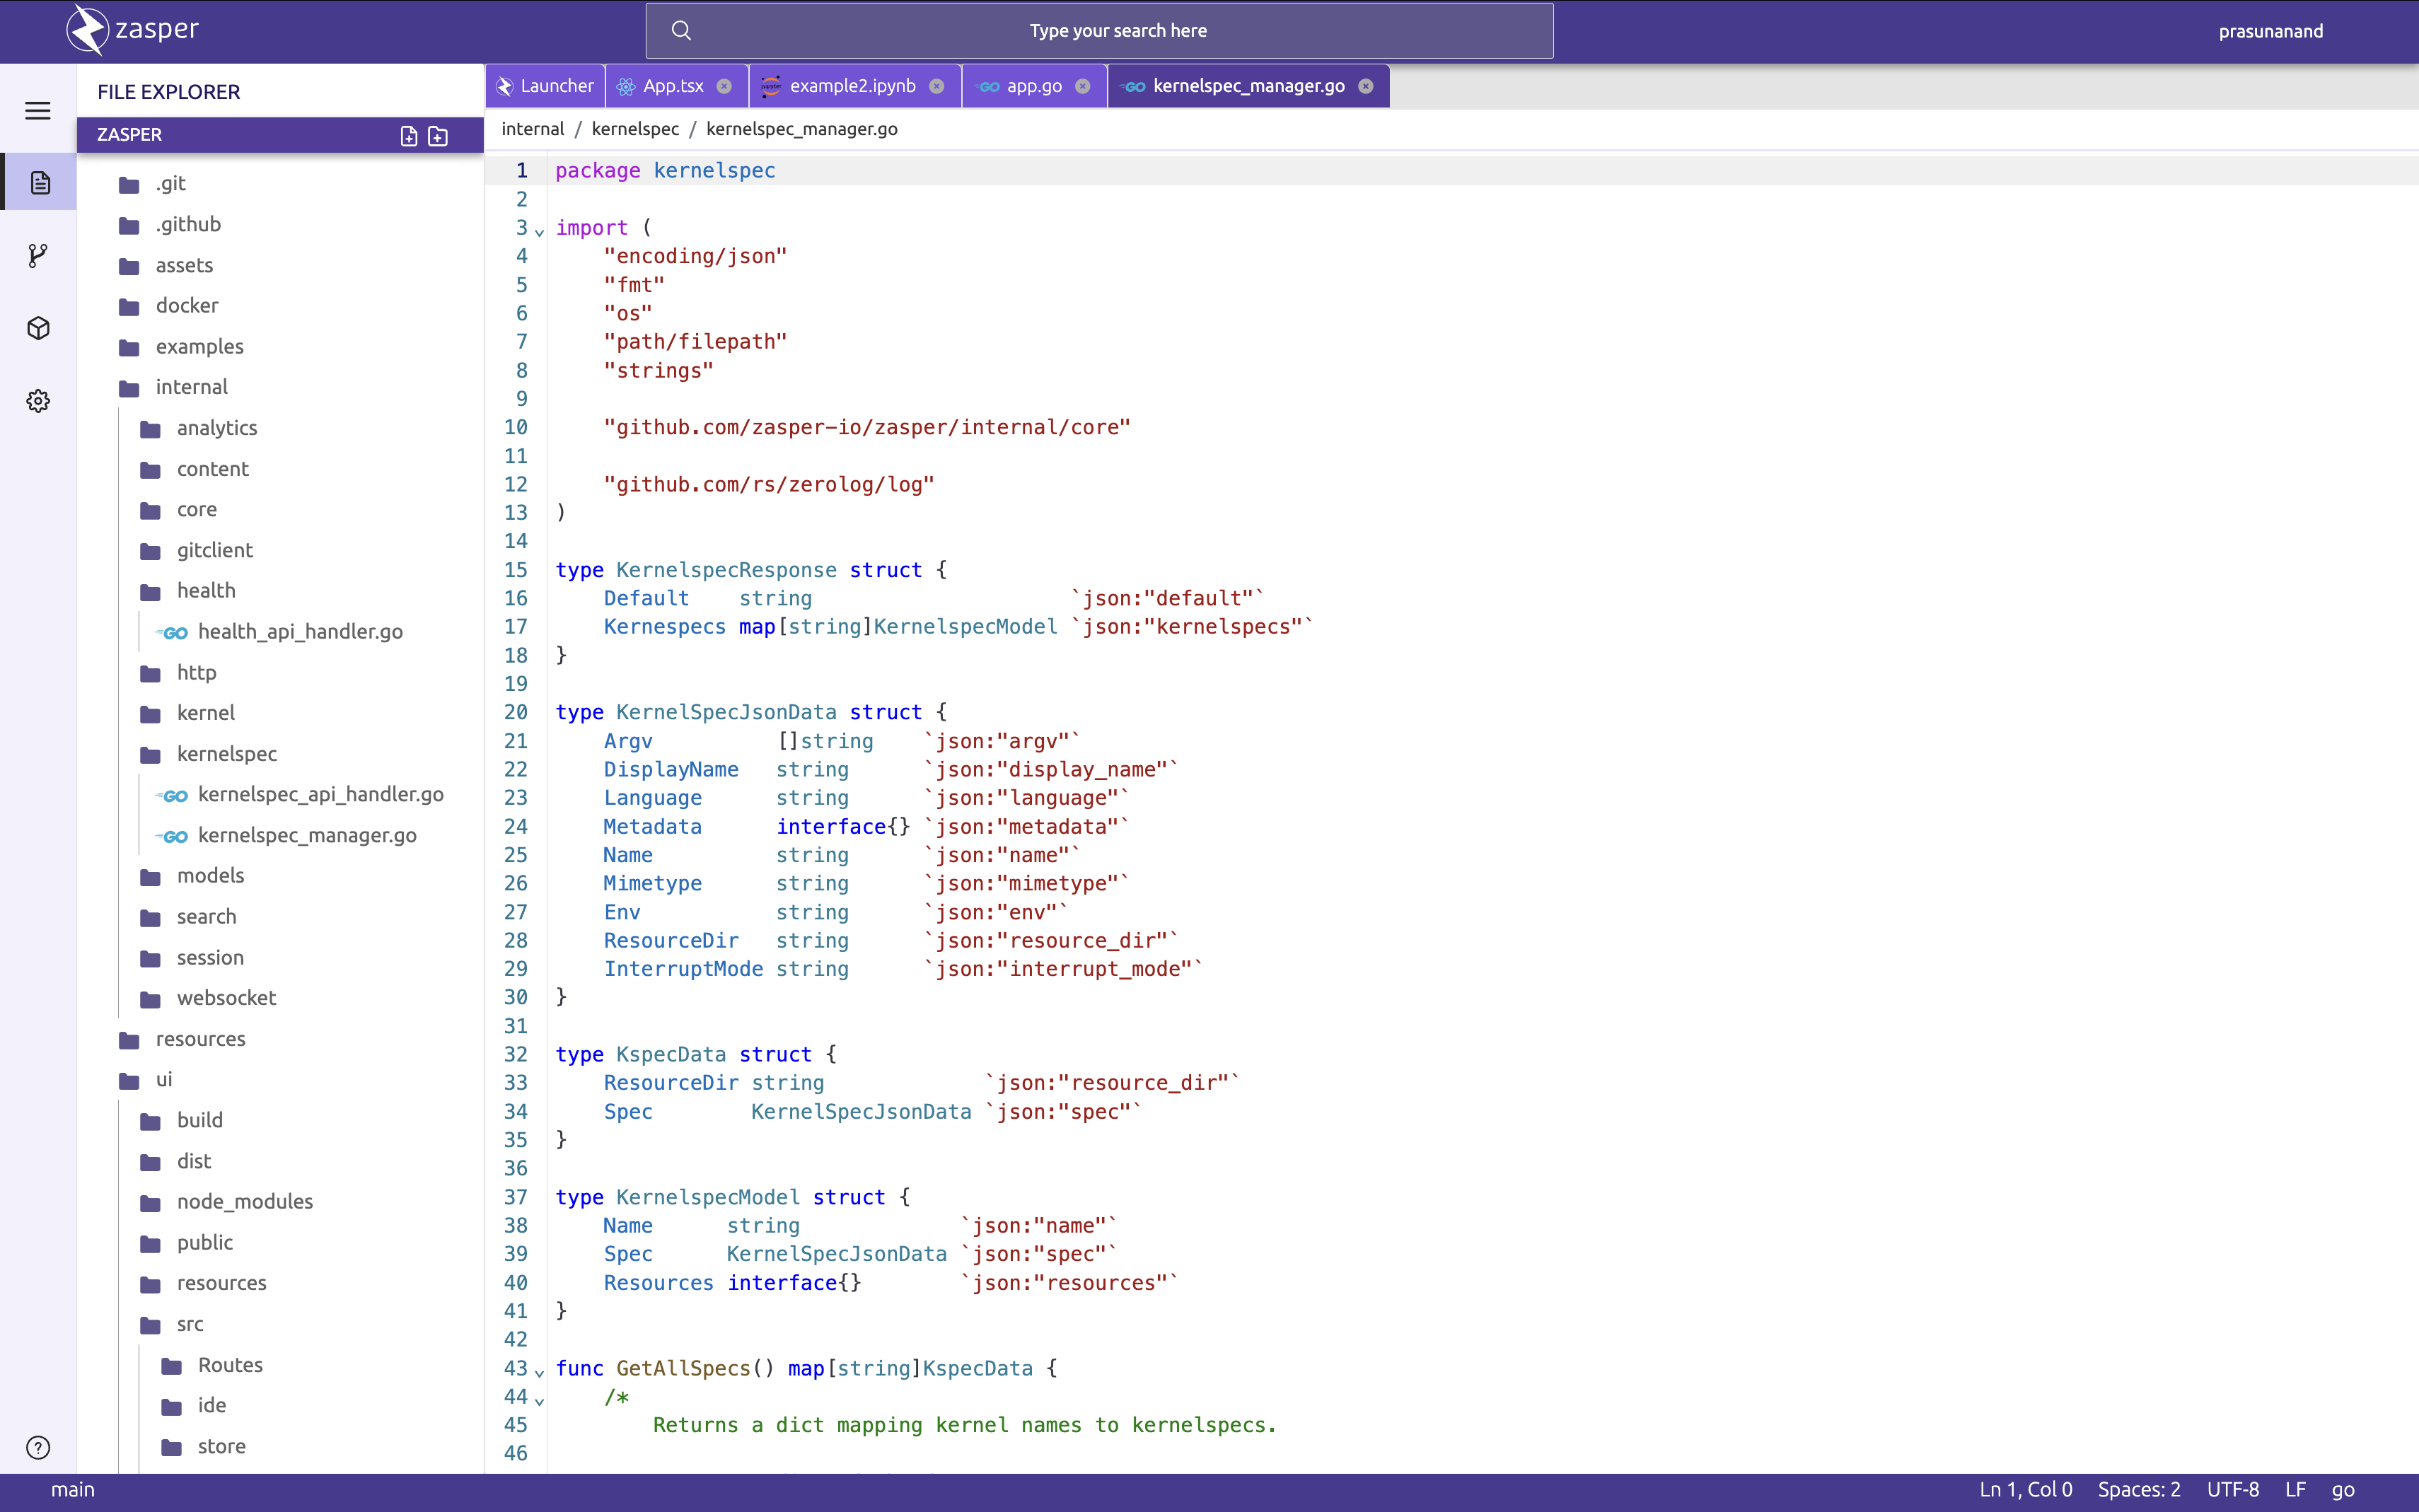 zasper
Type your search here
prasunanand
FILE EXPLORER
ZASPER
.git
.github
assets
docker
examples
internal
analytics
content
core
gitclient
health
GO health_api_handler.go
http
kernel
kernelspec
GO kernelspec_api_handler.go
GO kernelspec_manager.go
models
search
session
websocket
resources
ui
build
dist
node_modules
public
resources
src
Routes
ide
store
Launcher App.tsx example2.ipynb GO app.go GO kernelspec_manager.go
internal / kernelspec / kernelspec_manager.go
1 package kernelspec
2
3 import (
4 "encoding/json"
5 "fmt"
6 "os"
7 "path/filepath"
8 "strings"
9
10 "github.com/zasper-io/zasper/internal/core"
11
12 "github.com/rs/zerolog/log"
13 )
14
15 type KernelspecResponse struct {
16 Default string `json:"default"`
17 Kernespecs map[string]KernelspecModel `json:"kernelspecs"`
18 }
19
20 type KernelSpecJsonData struct {
21 Argv []string `json:"argv"`
22 DisplayName string `json:"display_name"`
23 Language string `json:"language"`
24 Metadata interface{} `json:"metadata"`
25 Name string `json:"name"`
26 Mimetype string `json:"mimetype"`
27 Env string `json:"env"`
28 ResourceDir string `json:"resource_dir"`
29 InterruptMode string `json:"interrupt_mode"`
30 }
31
32 type KspecData struct {
33 ResourceDir string `json:"resource_dir"`
34 Spec KernelSpecJsonData `json:"spec"`
35 }
36
37 type KernelspecModel struct {
38 Name string `json:"name"`
39 Spec KernelSpecJsonData `json:"spec"`
40 Resources interface{} `json:"resources"`
41 }
42
43 func GetAllSpecs() map[string]KspecData {
44 /*
45 Returns a dict mapping kernel names to kernelspecs.
46
main
Ln 1, Col 0 Spaces: 2 UTF-8 LF go